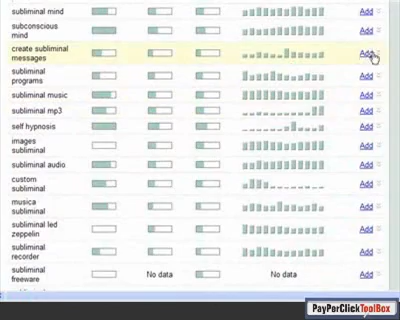 subliminal mind Add
subconscious
mind Add
create subliminal
messages Add
subliminal
programs Add
subliminal music Add
subliminal mp3 Add
self hypnosis Add
images
subliminal Add
subliminal audio Add
custom
subliminal Add
musica
subliminal Add
subliminal led
zeppelin Add
subliminal
recorder Add
subliminal
freeware No data No data Add
PayPerClickToolBox